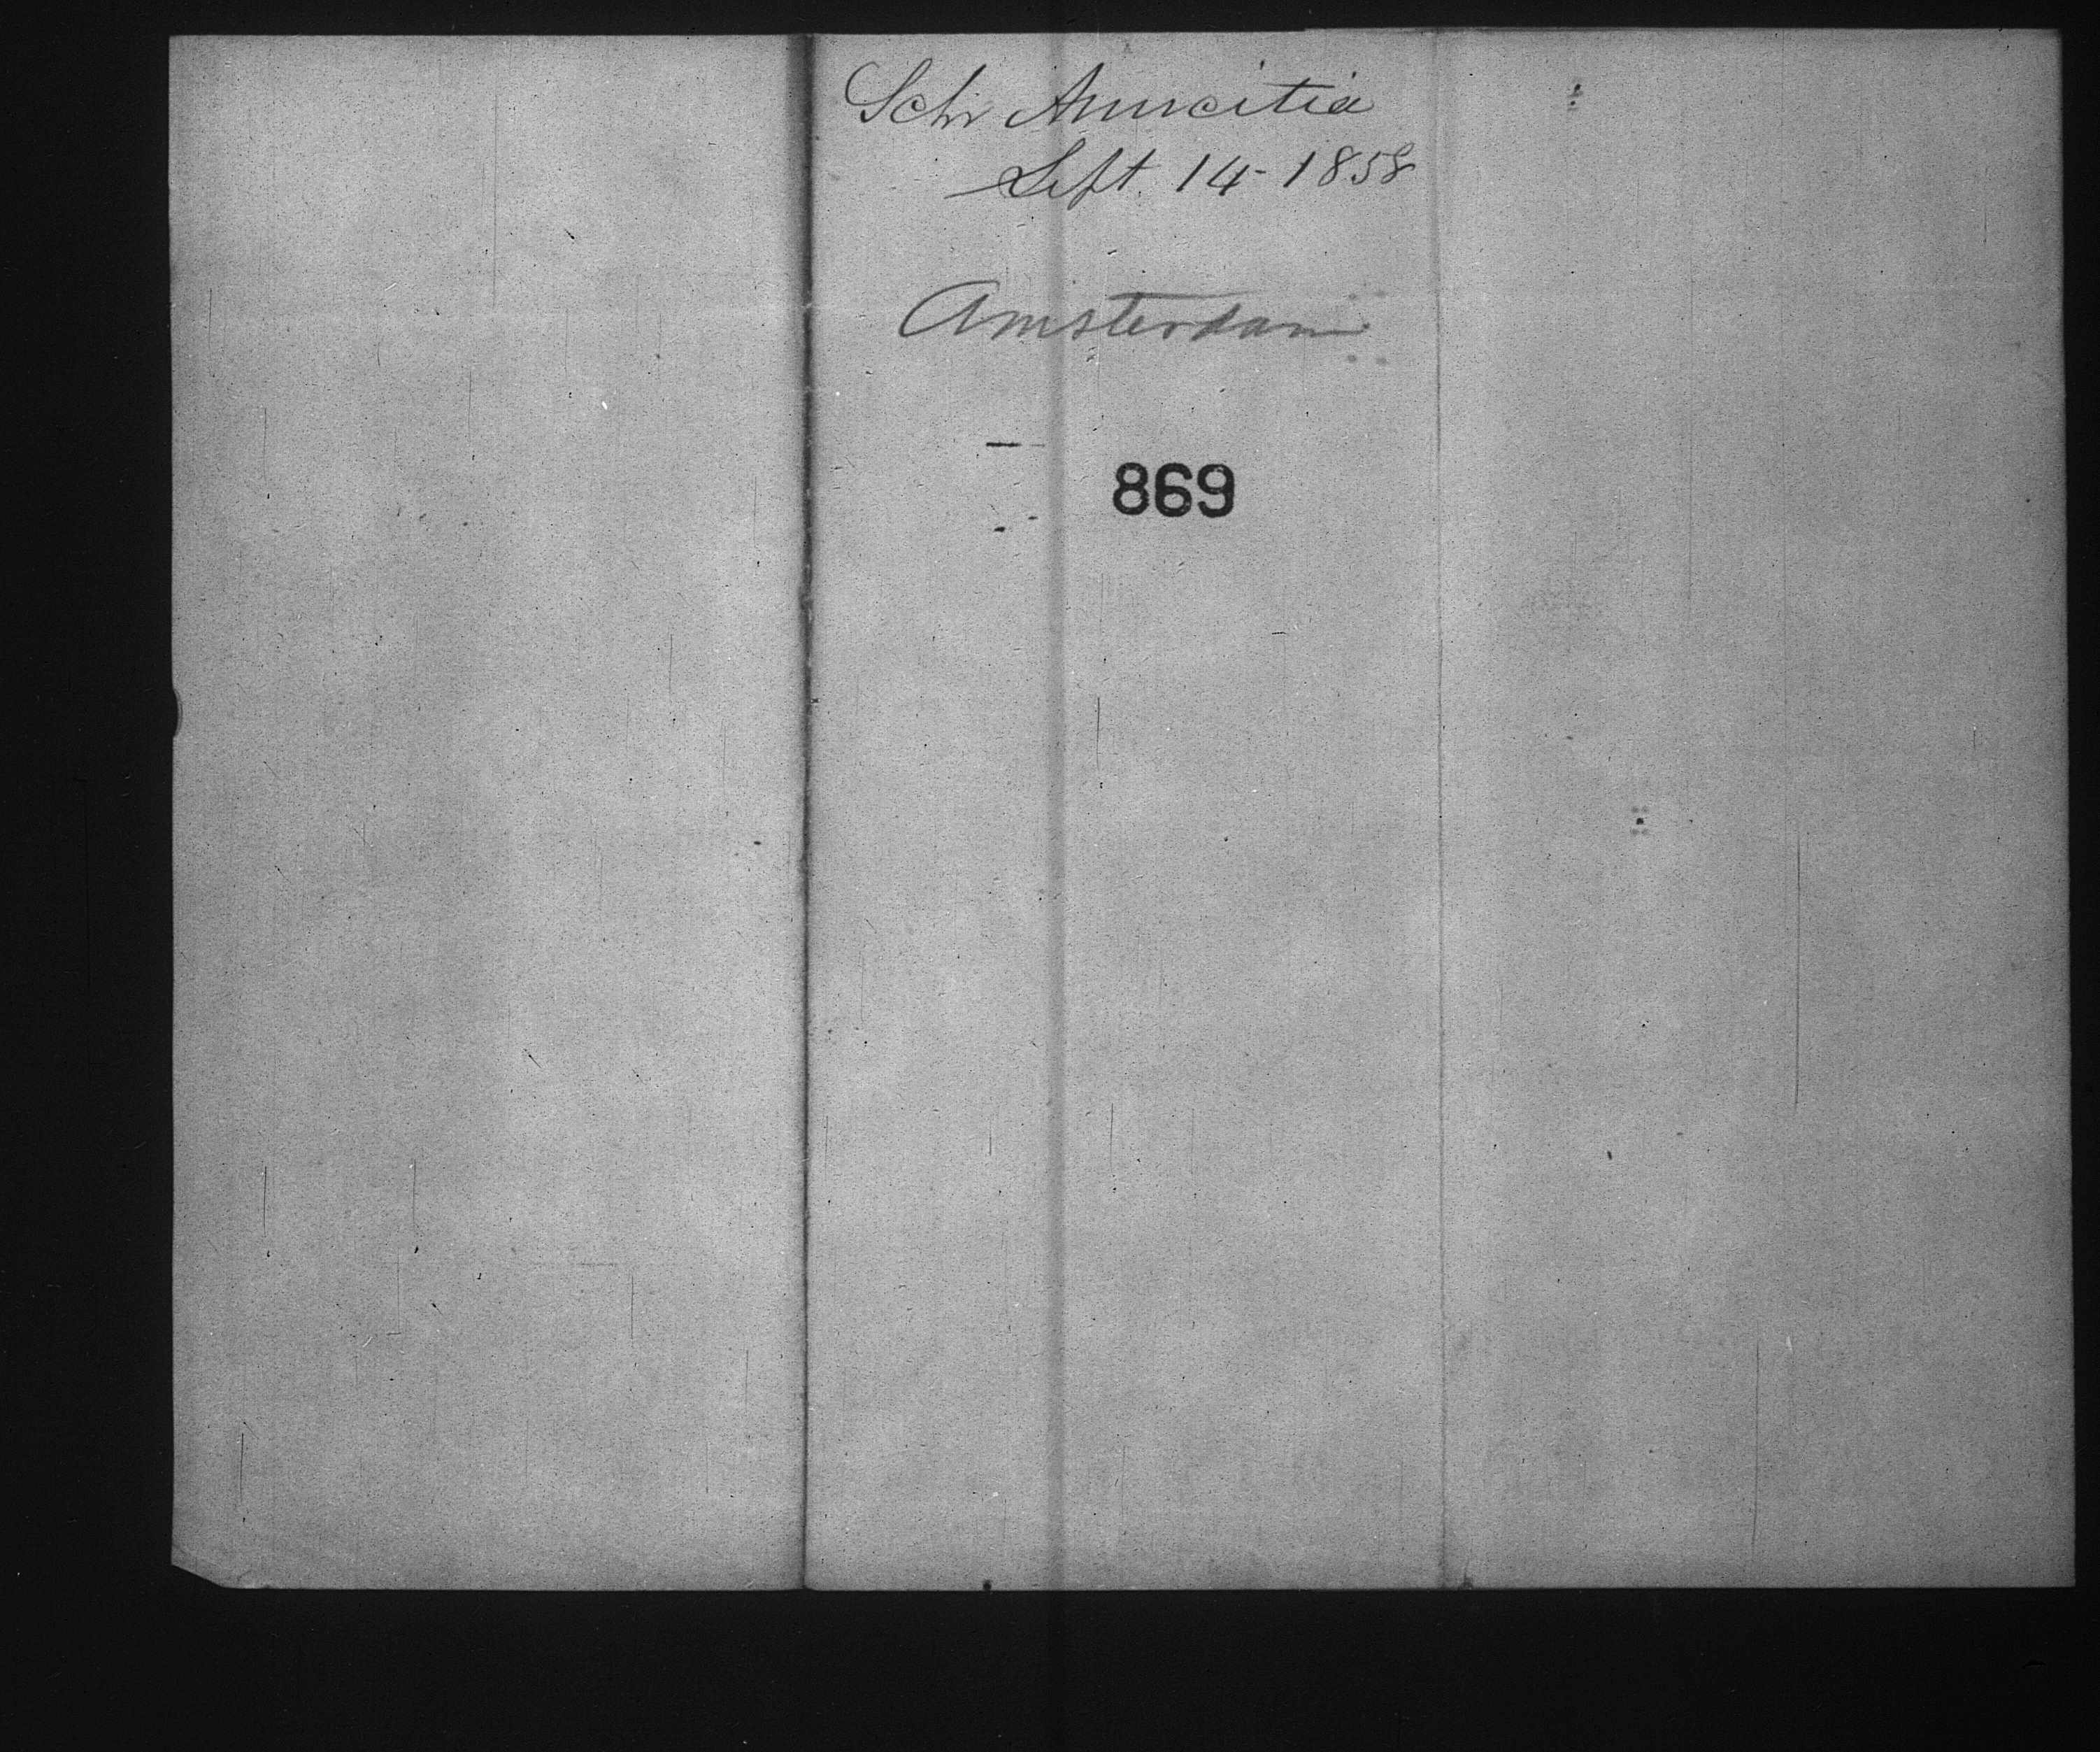 Schr Amicitia
Sept. 14-1858
Amsterdam
869